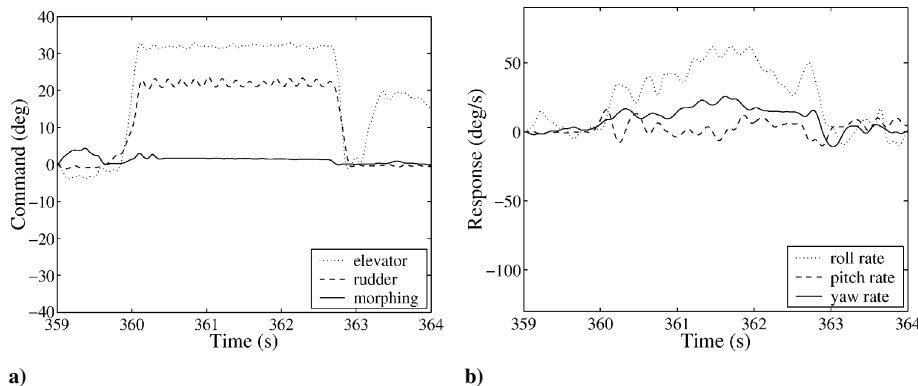 40
30
20
10
0
−10
−20
−30
−40
Command (deg)
359
360
361
362
363
364
Time (s)
elevator
rudder
morphing
a)
50
0
−50
−100
Response (deg/s)
359
360
361
362
363
364
Time (s)
roll rate
pitch rate
yaw rate
b)